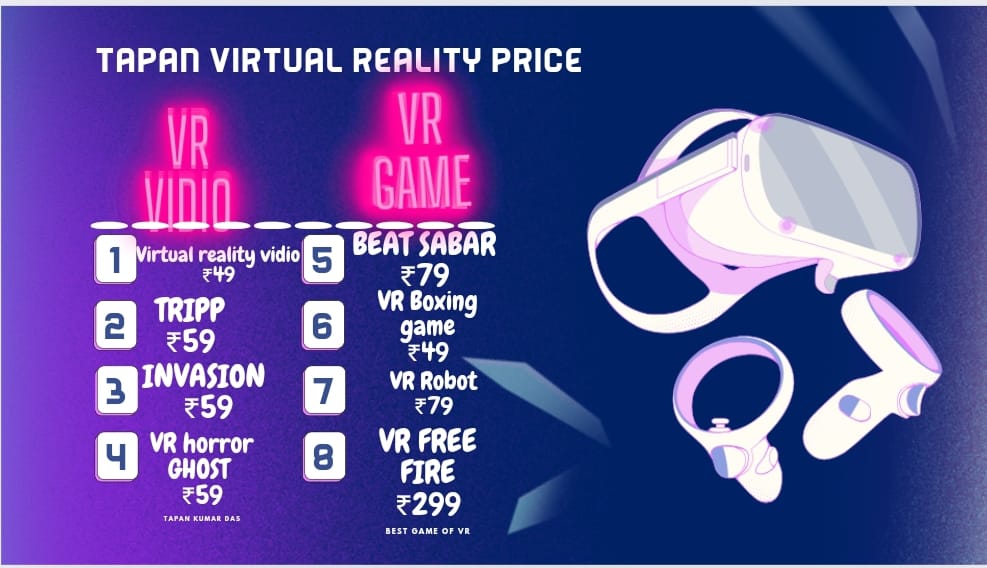 TAPAN VIRTUAL REALITY PRICE
VR
VIDIO
1
Virtual reality vidio
₹49
2
TRIPP
₹59
3
INVASION
₹59
4
VR horror
GHOST
₹59
TAPAN KUMAR DAS
VR
GAME
5
BEAT SABAR
₹79
6
VR Boxing
game
₹49
7
VR Robot
₹79
8
VR FREE
FIRE
₹299
BEST GAME OF VR